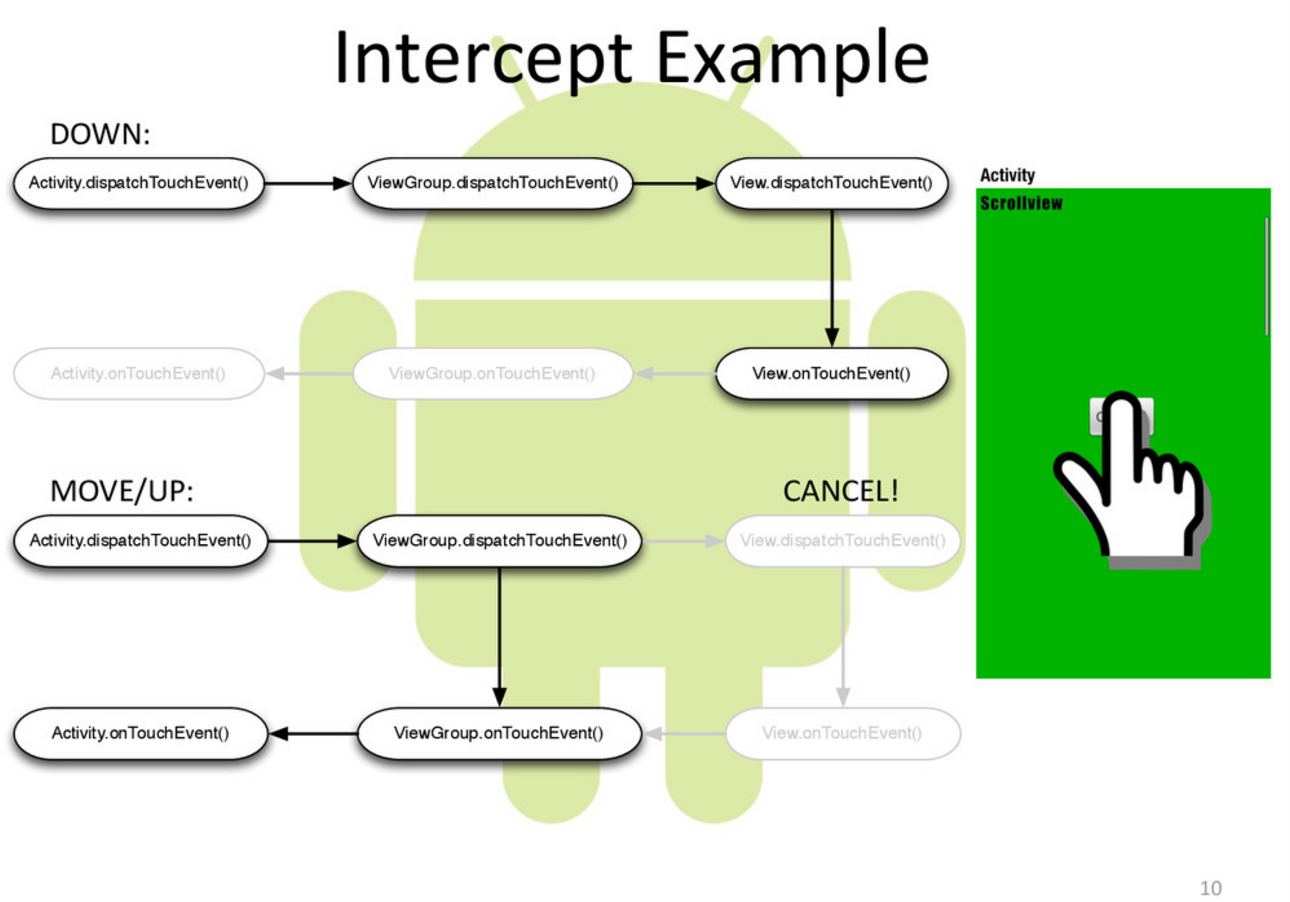 Intercept Example
DOWN:
Activity.dispatchTouchEvent()
ViewGroup.dispatchTouchEvent()
View.dispatchTouchEvent()
Activity.onTouchEvent()
ViewGroup.onTouchEvent()
View.onTouchEvent()
MOVE/UP:
CANCEL!
Activity.dispatchTouchEvent()
ViewGroup.dispatchTouchEvent()
View.dispatchTouchEvent()
Activity.onTouchEvent()
ViewGroup.onTouchEvent()
View.onTouchEvent()
Activity
Scrollview
10